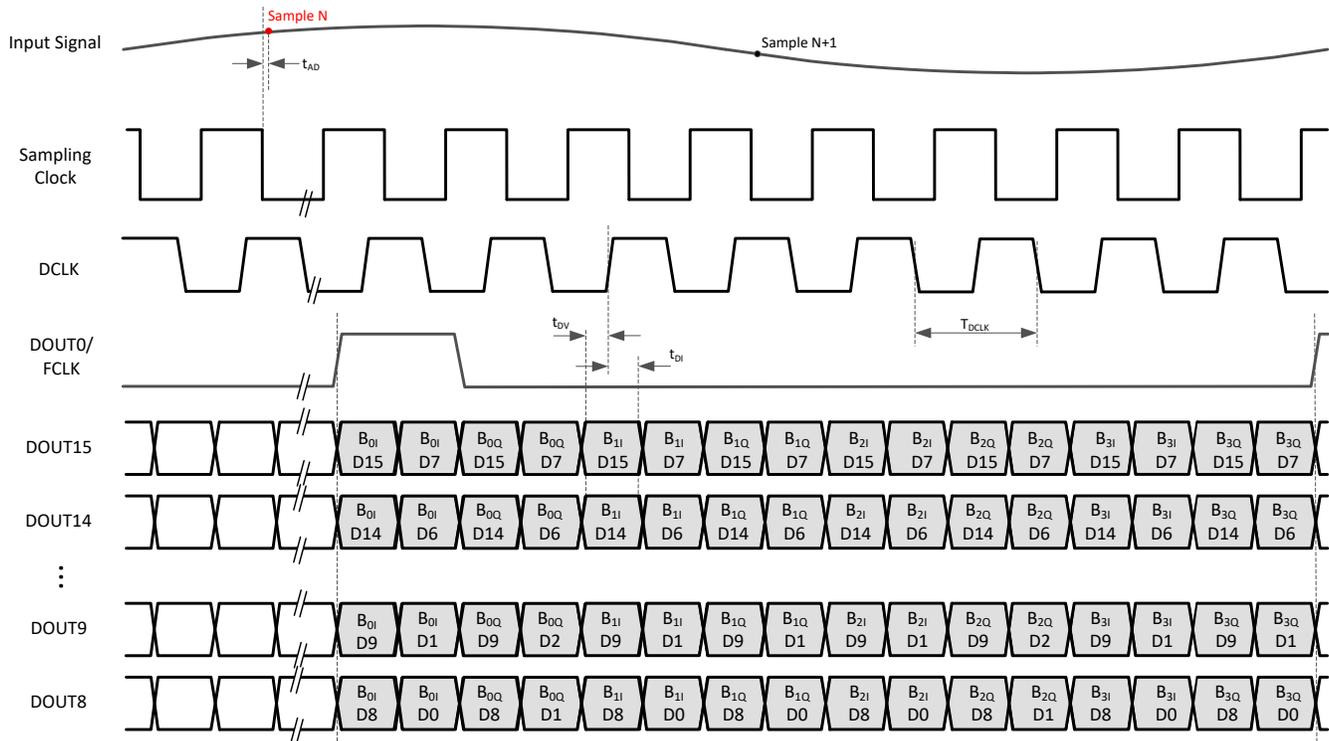 Sample N
Input Signal
Sample N+1
tAD
Sampling
Clock
DCLK
DOUT0/
FCLK
tDV
TDCLK
tDI
DOUT15
B0I B0I B0Q B0Q B1I B1I B1Q B1Q B2I B2I B2Q B2Q B3I B3I B3Q B3Q
D15 D7 D15 D7 D15 D7 D15 D7 D15 D7 D15 D7 D15 D7 D15 D7
DOUT14
B0I B0I B0Q B0Q B1I B1I B1Q B1Q B2I B2I B2Q B2Q B3I B3I B3Q B3Q
D14 D6 D14 D6 D14 D6 D14 D6 D14 D6 D14 D6 D14 D6 D14 D6
DOUT9
B0I B0I B0Q B0Q B1I B1I B1Q B1Q B2I B2I B2Q B2Q B3I B3I B3Q B3Q
D9 D1 D9 D2 D9 D1 D9 D1 D9 D1 D9 D2 D9 D1 D9 D1
DOUT8
B0I B0I B0Q B0Q B1I B1I B1Q B1Q B2I B2I B2Q B2Q B3I B3I B3Q B3Q
D8 D0 D8 D1 D8 D0 D8 D0 D8 D0 D8 D1 D8 D0 D8 D0